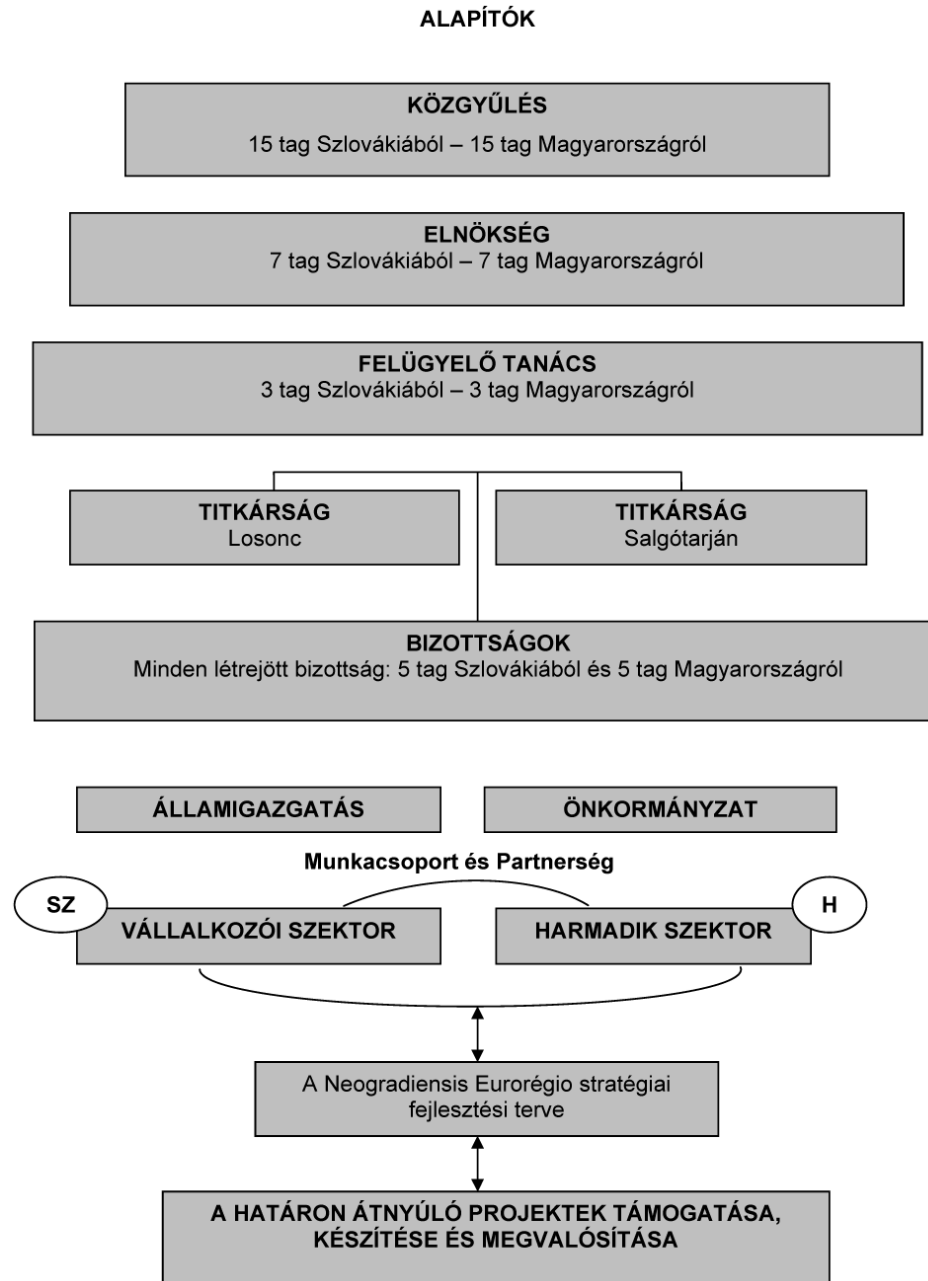 ALAPÍTÓK
KÖZGYŰLÉS
15 tag Szlovákiából – 15 tag Magyarországról
ELNÖKSÉG
7 tag Szlovákiából – 7 tag Magyarországról
FELÜGYELŐ TANÁCS
3 tag Szlovákiából – 3 tag Magyarországról
TITKÁRSÁG
Losonc
TITKÁRSÁG
Salgótarján
BIZOTTSÁGOK
Minden létrejött bizottság: 5 tag Szlovákiából és 5 tag Magyarországról
ÁLLAMIGAZGATÁS
ÖNKORMÁNYZAT
Munkacsoport és Partnerség
SZ
H
VÁLLALKOZÓI SZEKTOR
HARMADIK SZEKTOR
A Neogradiensis Eurorégio stratégiai
fejlesztési terve
A HATÁRON ÁTNYÚLÓ PROJEKTEK TÁMOGATÁSA,
KÉSZÍTÉSE ÉS MEGVALÓSÍTÁSA